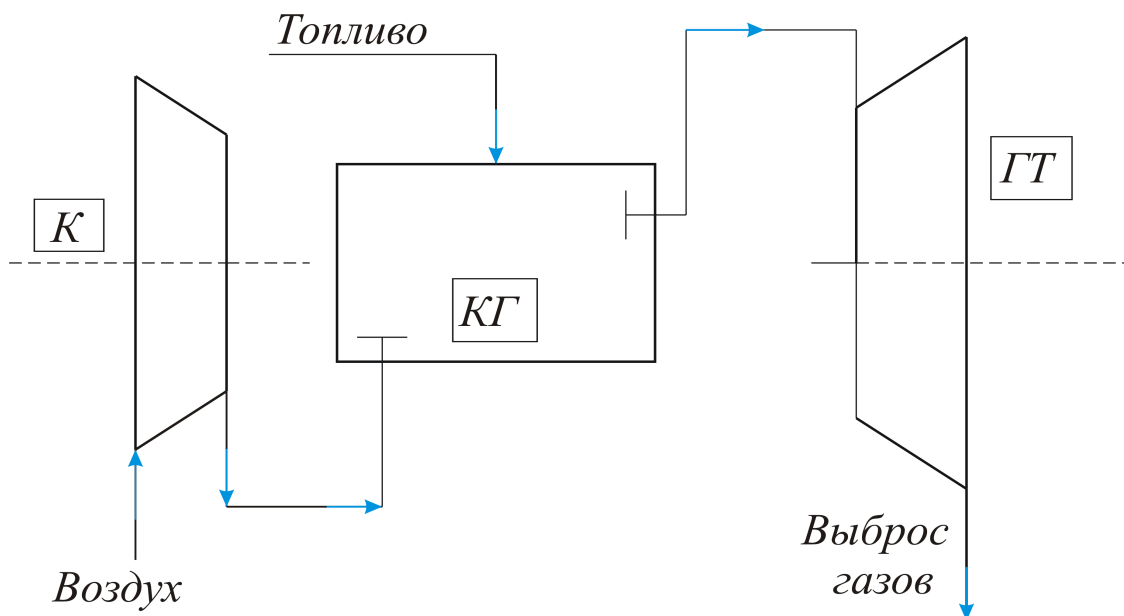 Топливо
ГТ
К
КГ
Выброс
газов
Воздух